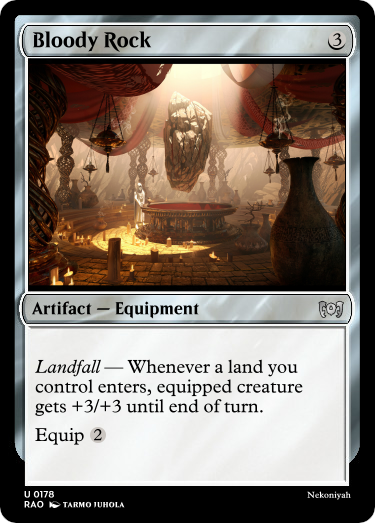 Bloody Rock 3
Artifact — Equipment
Landfall — Whenever a land you
control enters, equipped creature
gets +3/+3 until end of turn.
Equip 2
U 0178
RAO TARMO JUHOLA
Nekoniyah